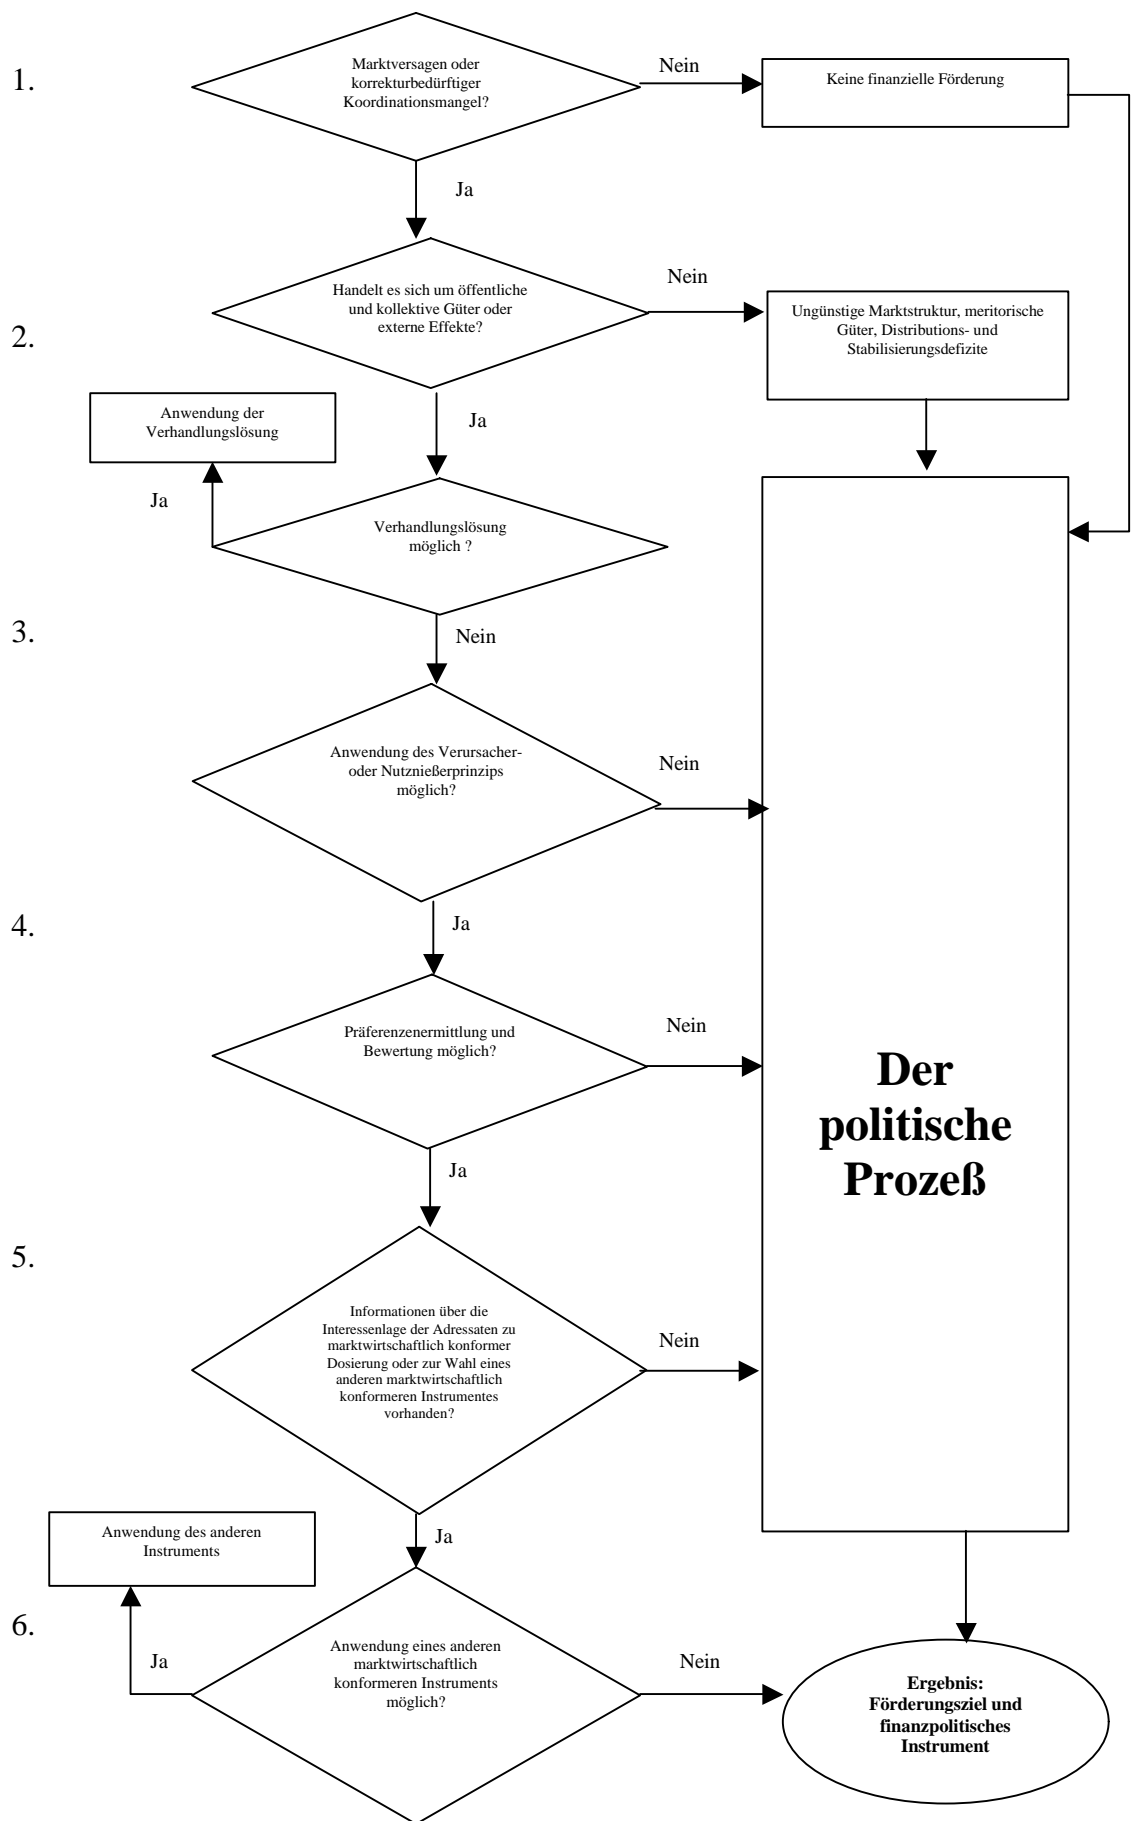 1.
Marktversagen oder
korrekturbedürftiger
Koordinationsmangel?
Nein
Keine finanzielle Förderung
Ja
2.
Handelt es sich um öffentliche
und kollektive Güter oder
externe Effekte?
Nein
Ungünstige Marktstruktur, meritorische
Güter, Distributions- und
Stabilisierungsdefizite
Ja
Anwendung der
Verhandlungslösung
Ja
Verhandlungslösung
möglich ?
3.
Nein
Anwendung des Verursacher-
oder Nutznießerprinzips
möglich?
Nein
4.
Ja
Präferenzenermittlung und
Bewertung möglich?
Nein
Der
politische
Prozeß
Ja
5.
Informationen über die
Interessenlage der Adressaten zu
marktwirtschaftlich konformer
Dosierung oder zur Wahl eines
anderen marktwirtschaftlich
konformeren Instrumentes
vorhanden?
Nein
Ja
Anwendung des anderen
Instruments
6.
Ja
Anwendung eines anderen
marktwirtschaftlich
konformeren Instruments
möglich?
Nein
Ergebnis:
Förderungsziel und
finanzpolitisches
Instrument